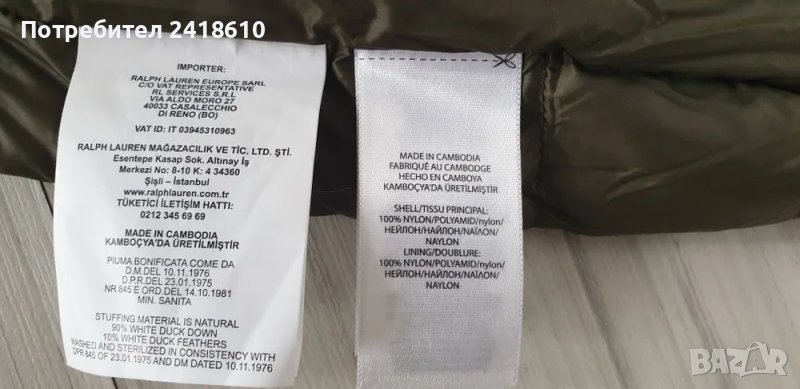 Потребител 2418610
IMPORTER:
RALPH LAUREN EUROPE SARL
C/O VAT REPRESENTATIVE
RL SERVICES S.R.L
VIA ALDO MORO 27
40033 CASALECCHIO
DI RENO (BO)
VAT ID: IT 03945310963
RALPH LAUREN MAĞAZACILIK VE TİC. LTD. ŞTİ.
Esentepe Kasap Sok. Altınay İş
Merkezi No: 8-10 K: 4 34360
Şişli – İstanbul
www.ralphlauren.com.tr
TÜKETİCİ İLETİŞİM HATTI:
0212 345 69 69
MADE IN CAMBODIA
KAMBOÇYA'DA ÜRETİLMİŞTİR
PIUMA BONIFICATA COME DA
D.M.DEL 10.11.1976
D.P.R.DEL 23.01.1975
NR 845 E ORD.DEL 14.10.1981
MIN. SANITA
STUFFING MATERIAL IS NATURAL
90% WHITE DUCK DOWN
10% WHITE DUCK FEATHERS
WASHED AND STERILIZED IN CONSISTENCY WITH
DPR 845 OF 23.01.1975 AND DM DATED 10.11.1976
MADE IN CAMBODIA
FABRIQUÉ AU CAMBODGE
HECHO EN CAMBOYA
KAMBOÇYA'DA ÜRETİLMİŞTİR
SHELL/TISSU PRINCIPAL:
100% NYLON/POLYAMID/nylon/
НЕЙЛОН/НАЙЛОН/ΝΑΪΛΟΝ/
NAYLON
LINING/DOUBLURE:
100% NYLON/POLYAMID/nylon/
НЕЙЛОН/НАЙЛОН/ΝΑΪΛΟΝ/
NAYLON
BAZAR